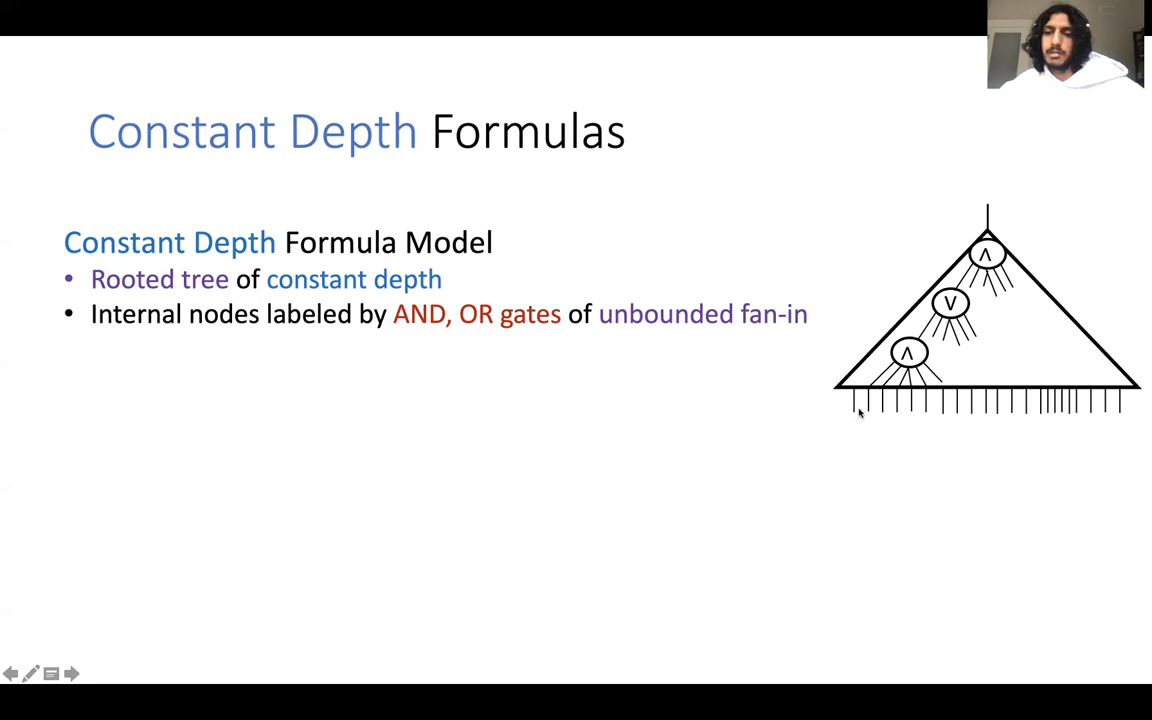 Constant Depth Formulas
Constant Depth Formula Model
• Rooted tree of constant depth
• Internal nodes labeled by AND, OR gates of unbounded fan-in
∧
∨
∧